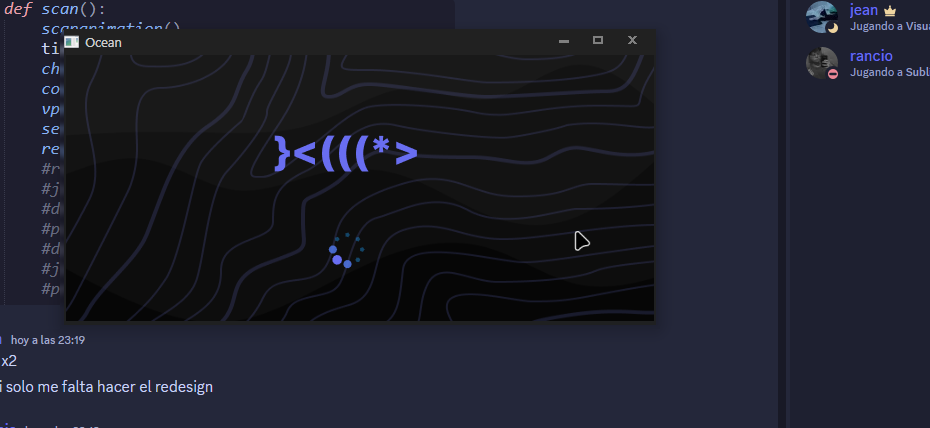 def scan():
scananimation()
Ocean
ti
ch
co
vp
se
re
#r
#j
#d
#p
#d
#j
#p
}<(((*>
hoy a las 23:19
x2
i solo me falta hacer el redesign
jean
Jugando a Visua
rancio
Jugando a Subl